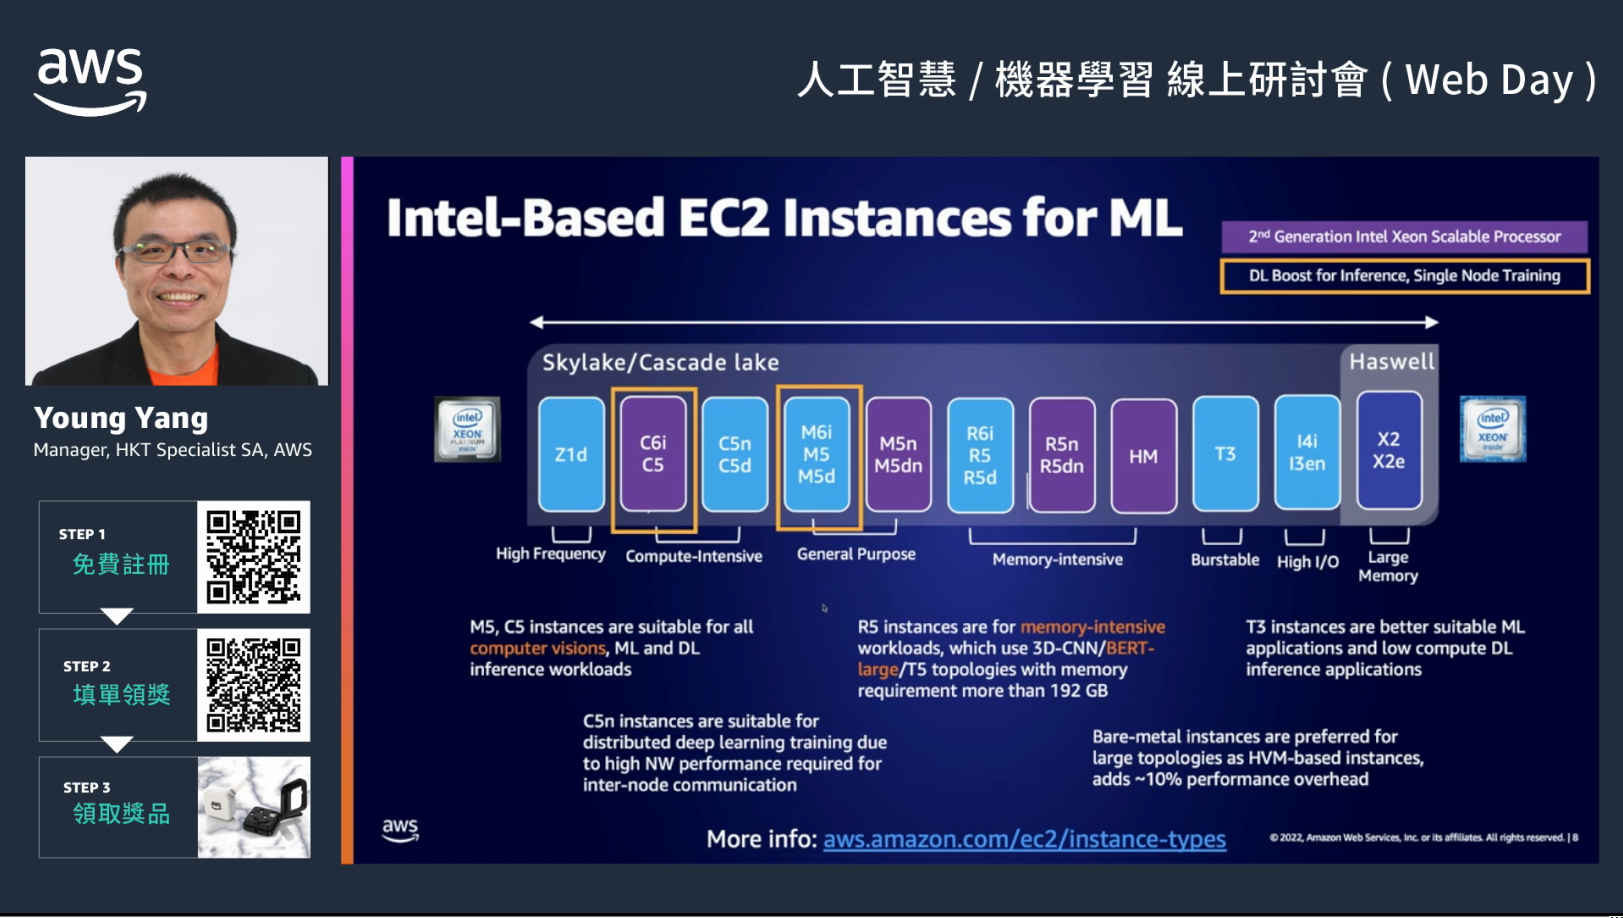 aws
人工智慧 / 機器學習 線上研討會 ( Web Day )
Young Yang
Manager, HKT Specialist SA, AWS
STEP 1
免費註冊
STEP 2
填單領獎
STEP 3
領取獎品
aws
Intel-Based EC2 Instances for ML
2nd Generation Intel Xeon Scalable Processor
DL Boost for Inference, Single Node Training
Skylake/Cascade lake
Haswell
intel
XEON
PLATINUM
inside
Z1d
C6i
C5
C5n
C5d
M6i
M5
M5d
M5n
M5dn
R6i
R5
R5d
R5n
R5dn
HM
T3
I4i
I3en
X2
X2e
intel
XEON
inside
High Frequency
Compute-Intensive
General Purpose
Memory-intensive
Burstable
High I/O
Large
Memory
M5, C5 instances are suitable for all
computer visions, ML and DL
inference workloads
R5 instances are for memory-intensive
workloads, which use 3D-CNN/BERT-
large/T5 topologies with memory
requirement more than 192 GB
T3 instances are better suitable ML
applications and low compute DL
inference applications
C5n instances are suitable for
distributed deep learning training due
to high NW performance required for
inter-node communication
Bare-metal instances are preferred for
large topologies as HVM-based instances,
adds ~10% performance overhead
aws
More info: aws.amazon.com/ec2/instance-types
© 2022, Amazon Web Services, Inc. or its affiliates. All rights reserved. | 8